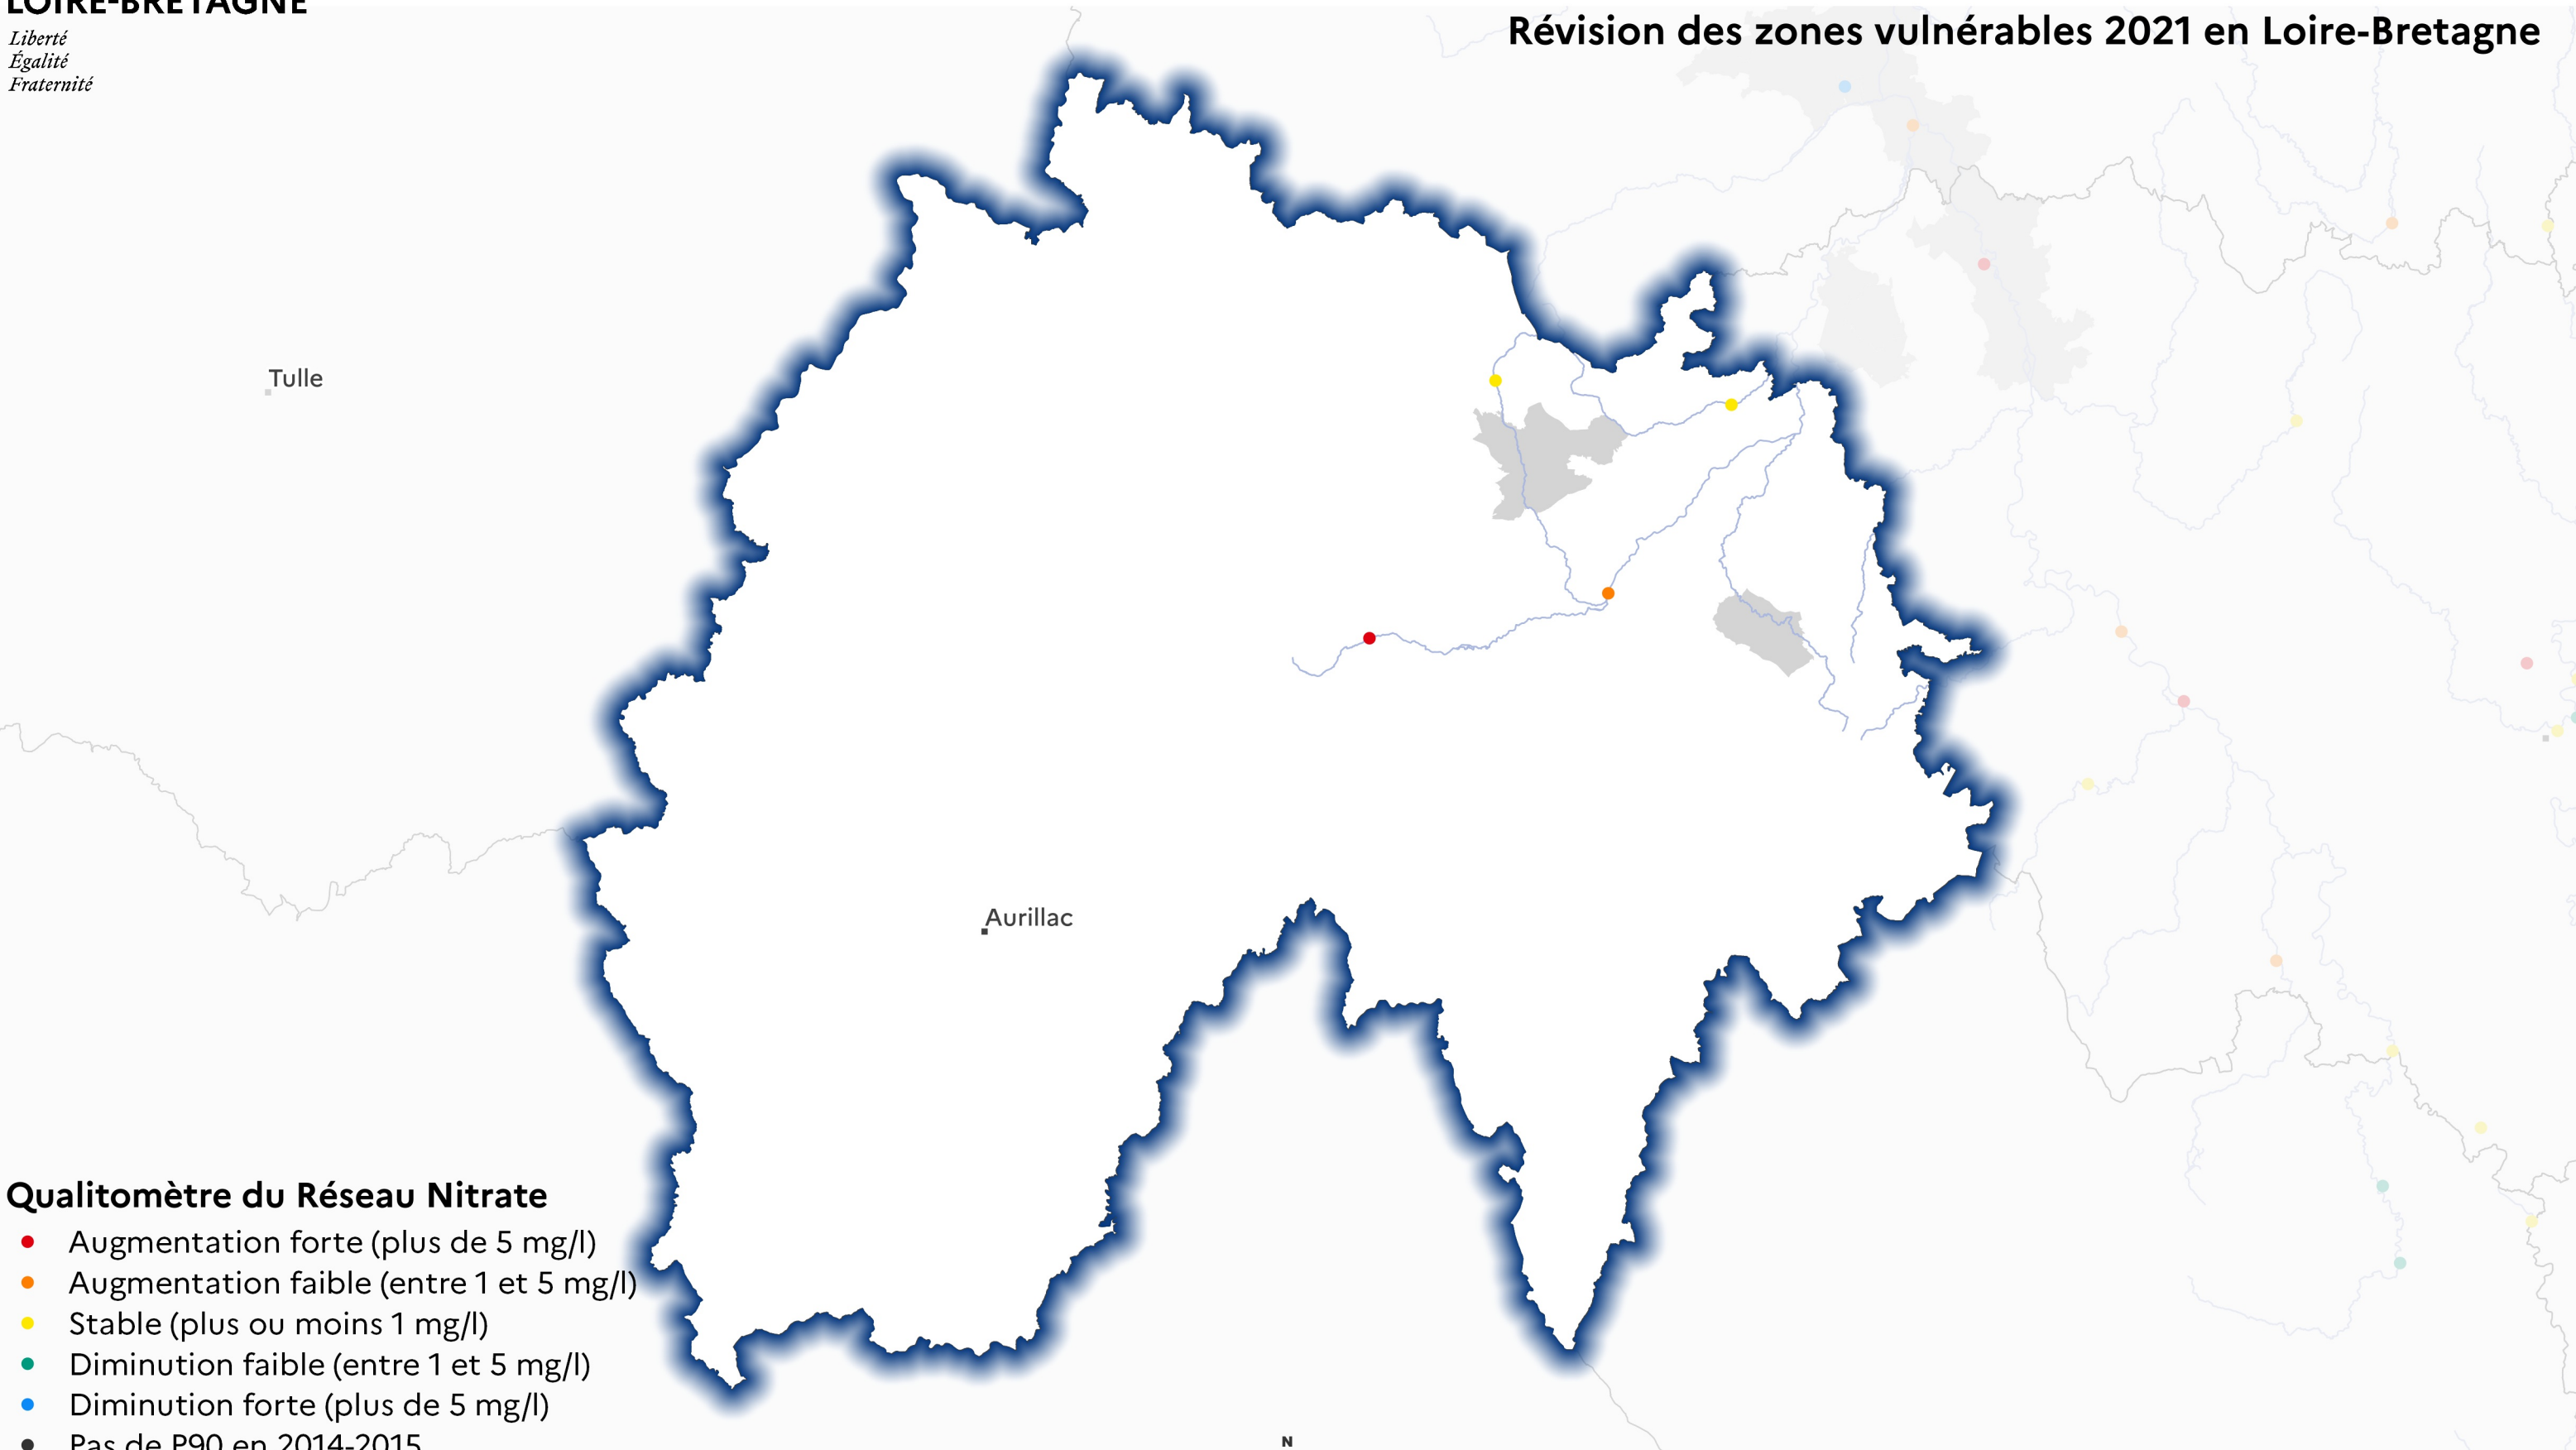 LOIRE-BRETAGNE
Liberté
Égalité
Fraternité
Révision des zones vulnérables 2021 en Loire-Bretagne
Tulle
Aurillac
Qualitomètre du Réseau Nitrate
Augmentation forte (plus de 5 mg/l)
Augmentation faible (entre 1 et 5 mg/l)
Stable (plus ou moins 1 mg/l)
Diminution faible (entre 1 et 5 mg/l)
Diminution forte (plus de 5 mg/l)
Pas de P90 en 2014-2015
N